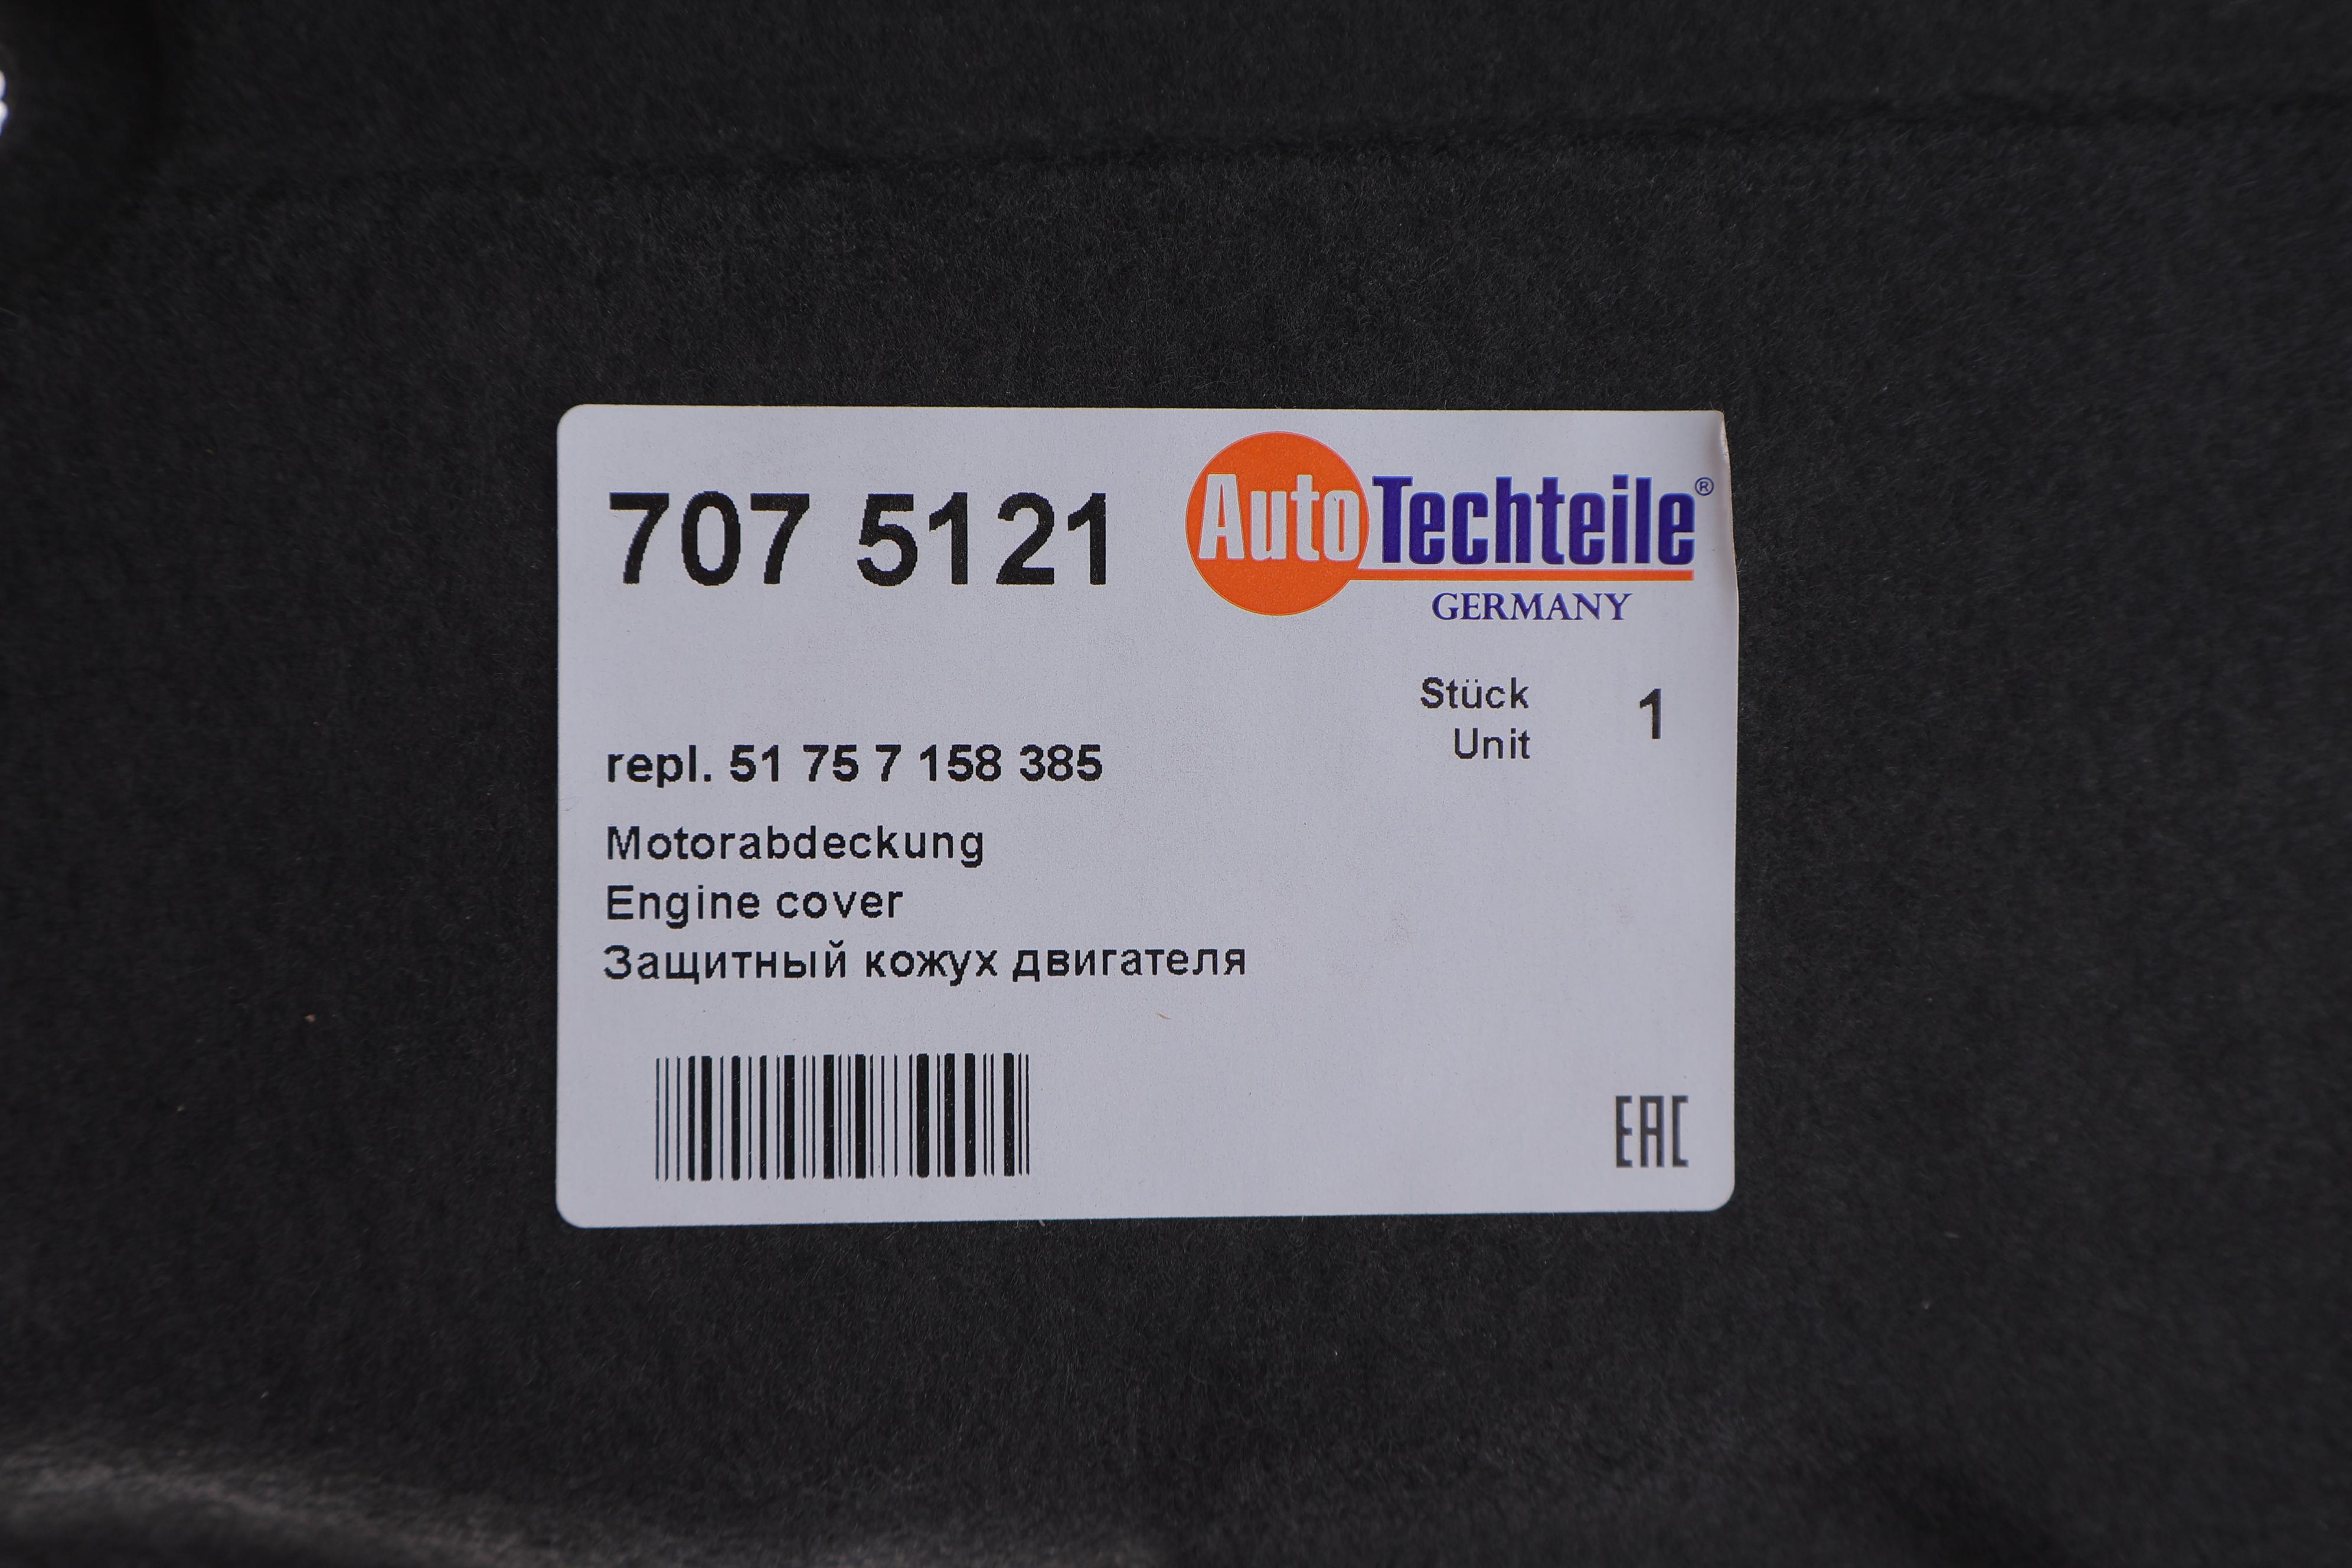 707 5121
AutoTechteile®
GERMANY
Stück 1
Unit
repl. 51 75 7 158 385
Motorabdeckung
Engine cover
Защитный кожух двигателя
EAC